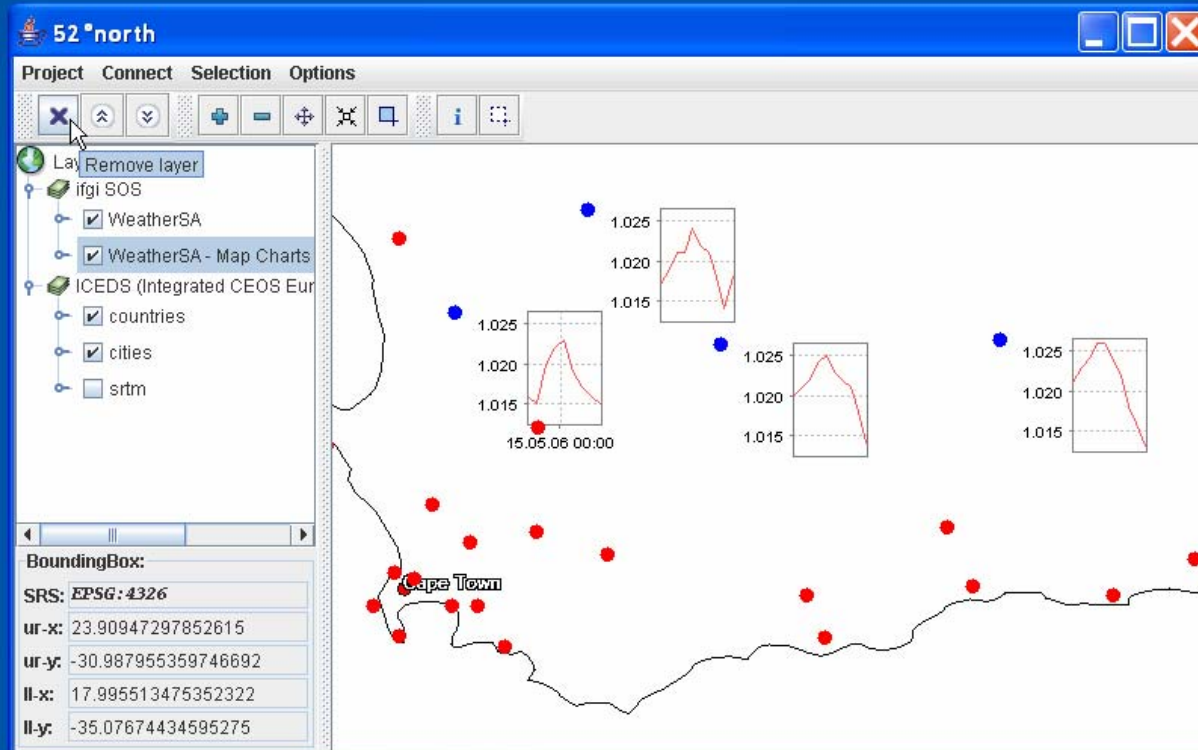 52°north
Project Connect Selection Options
Lay
Remove layer
ifgi SOS
WeatherSA
WeatherSA - Map Charts
ICEDS (Integrated CEOS Eur
countries
cities
srtm
BoundingBox:
SRS: EPSG:4326
ur-x: 23.90947297852615
ur-y: -30.987955359746692
ll-x: 17.995513475352322
ll-y: -35.07674434595275
1.025
1.020
1.015
1.025
1.020
1.015
15.05.06 00:00
1.025
1.020
1.015
1.025
1.020
1.015
Cape Town